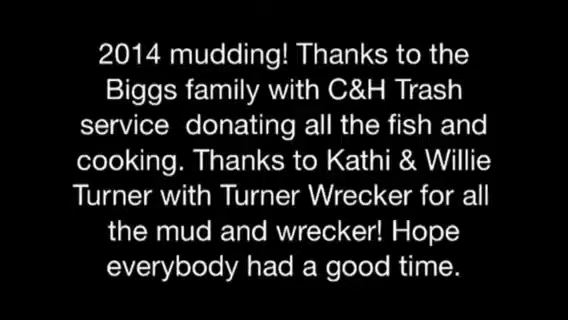 2014 mudding! Thanks to the
Biggs family with C&H Trash
service  donating all the fish and
cooking. Thanks to Kathi & Willie
Turner with Turner Wrecker for all
the mud and wrecker! Hope
everybody had a good time.